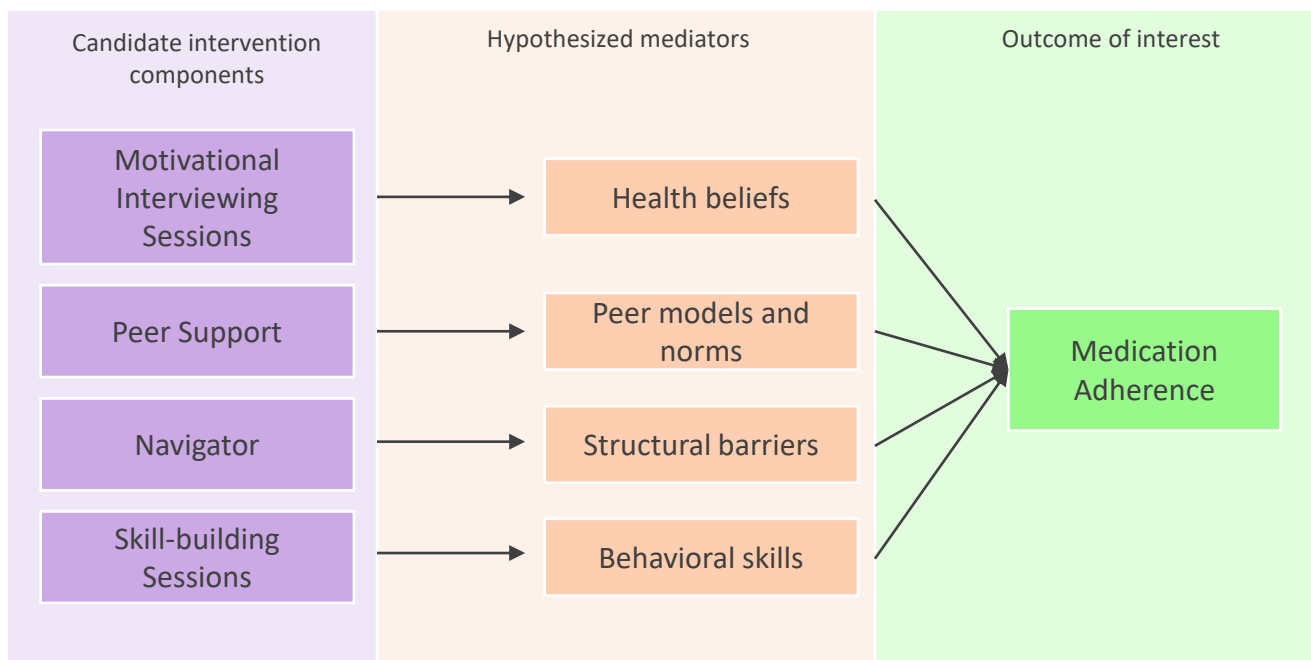 Candidate intervention
components
Hypothesized mediators
Outcome of interest
Motivational
Interviewing
Sessions
Health beliefs
Peer Support
Peer models and
norms
Medication
Adherence
Navigator
Structural barriers
Skill-building
Sessions
Behavioral skills